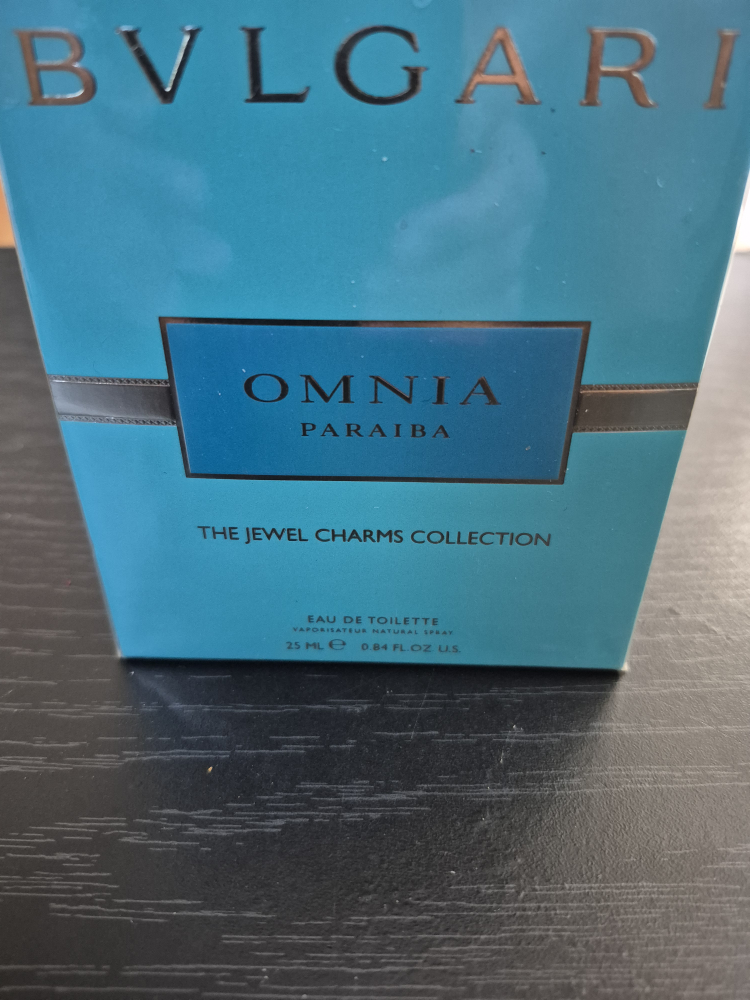 BVLGARI
OMNIA
PARAIBA
THE JEWEL CHARMS COLLECTION
EAU DE TOILETTE
VAPORISATEUR NATURAL SPRAY
25 ML ℮ 0.84 FL.OZ U.S.